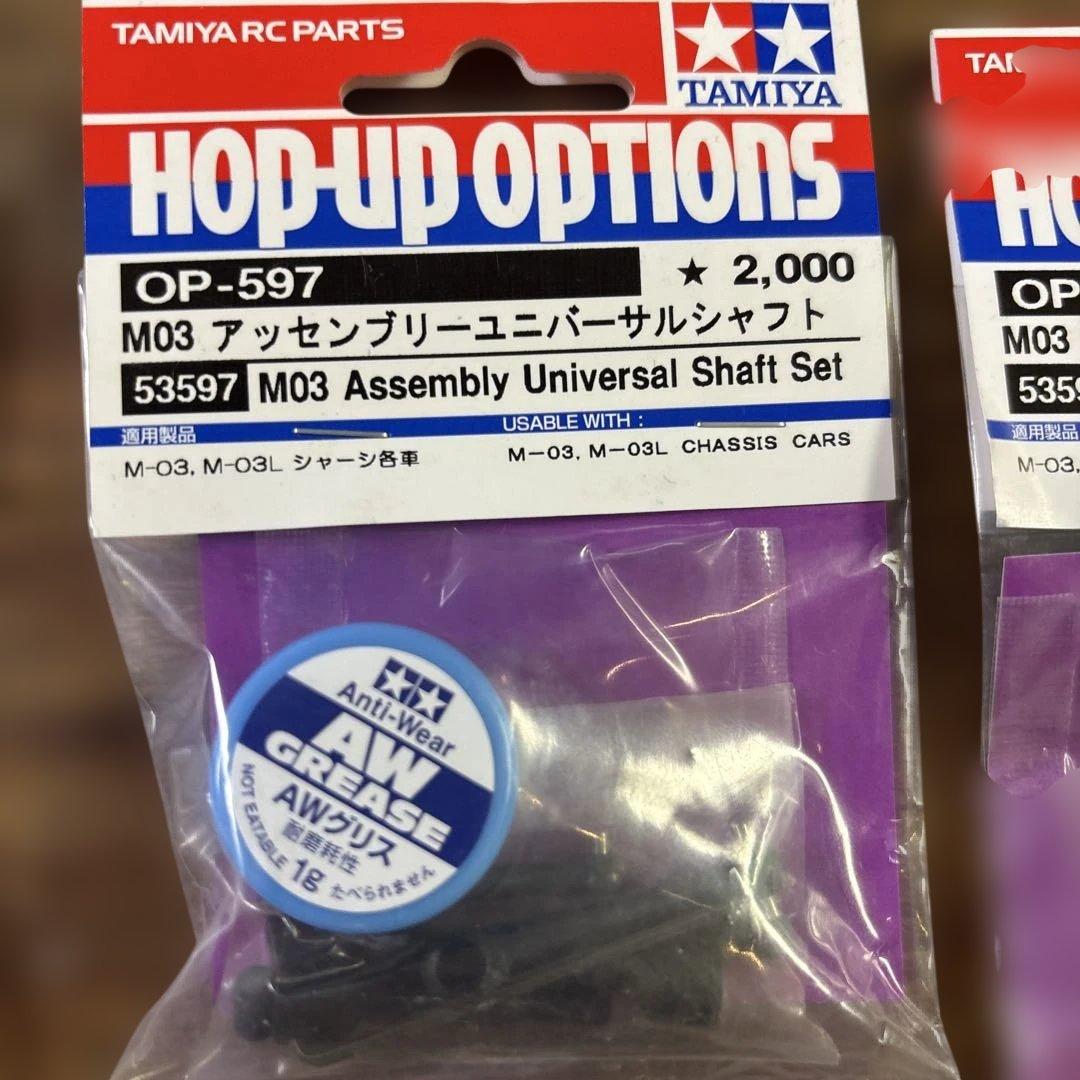 TAMIYA RC PARTS
TAMIYA
HOP-UP OPTIONS
OP-597
★ 2,000
M03 アッセンブリーユニバーサルシャフト
53597 M03 Assembly Universal Shaft Set
適用製品
USABLE WITH :
M-03, M-03L シャーシ各車
M-03, M-03L CHASSIS CARS
Anti-Wear
AW
GREASE
AWグリス
耐磨耗性
NOT EATABLE 1g たべられません
OP
M03
適用製品
M-03,